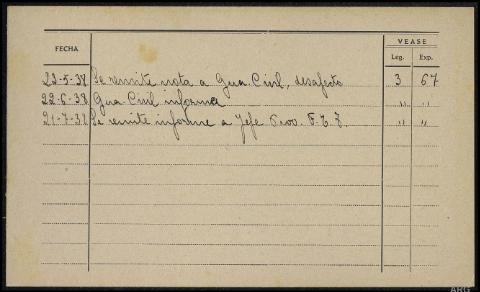 VEASE
FECHA Leg. Exp.
23-5-38 Se remite nota a Gua. Civil, desafecto 3 67
22-6-38 Gua. Civil informa " "
21-7-38 Se remite informe a Jefe Prov. F.E.T. " "
ARG